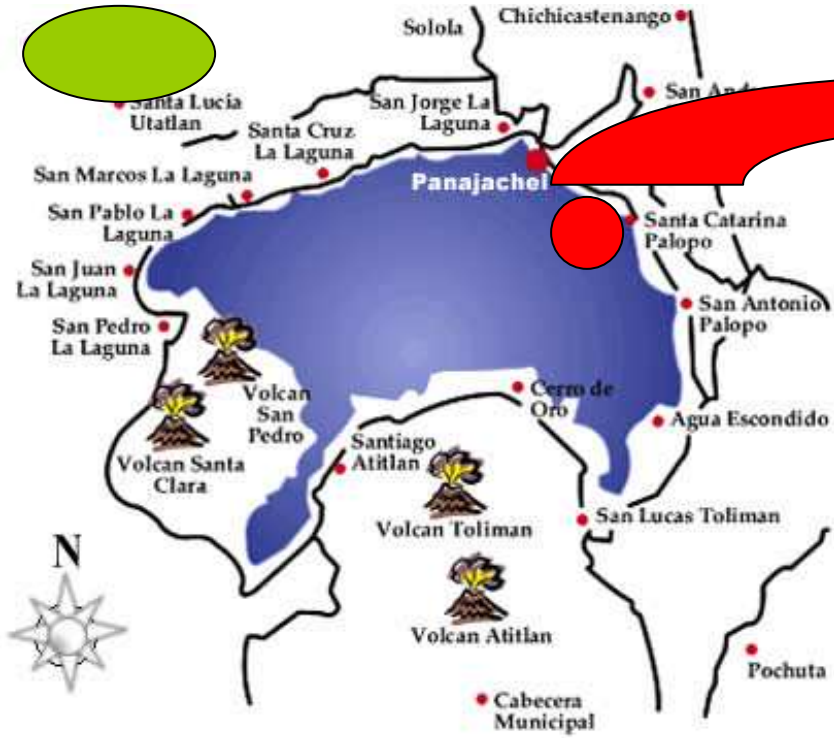 Solola
Chichicastenango
Santa Lucia
Utatlan
San Jorge La
Laguna
San
Santa Cruz
La Laguna
San Marcos La Laguna
Panajachel
San Pablo La
Laguna
Santa Catarina
Palopo
San Juan
La Laguna
San Antonio
Palopo
San Pedro
La Laguna
Volcan
San
Pedro
Cerro de
Oro
Agua Escondido
Volcan Santa
Clara
Santiago
Atitlan
Volcan Toliman
San Lucas Toliman
N
Volcan Atitlan
Pochuta
Cabecera
Municipal